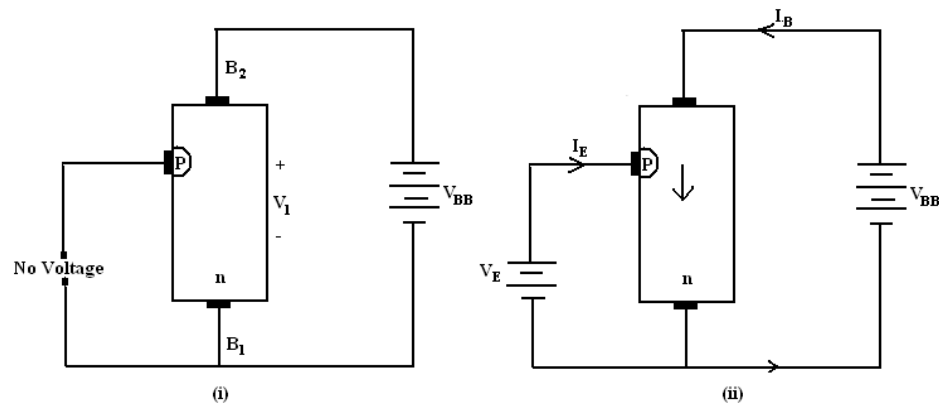 B2
P
+
V1
-
VBB
No Voltage
n
B1
(i)
IB
IE
P
VBB
VE
n
(ii)